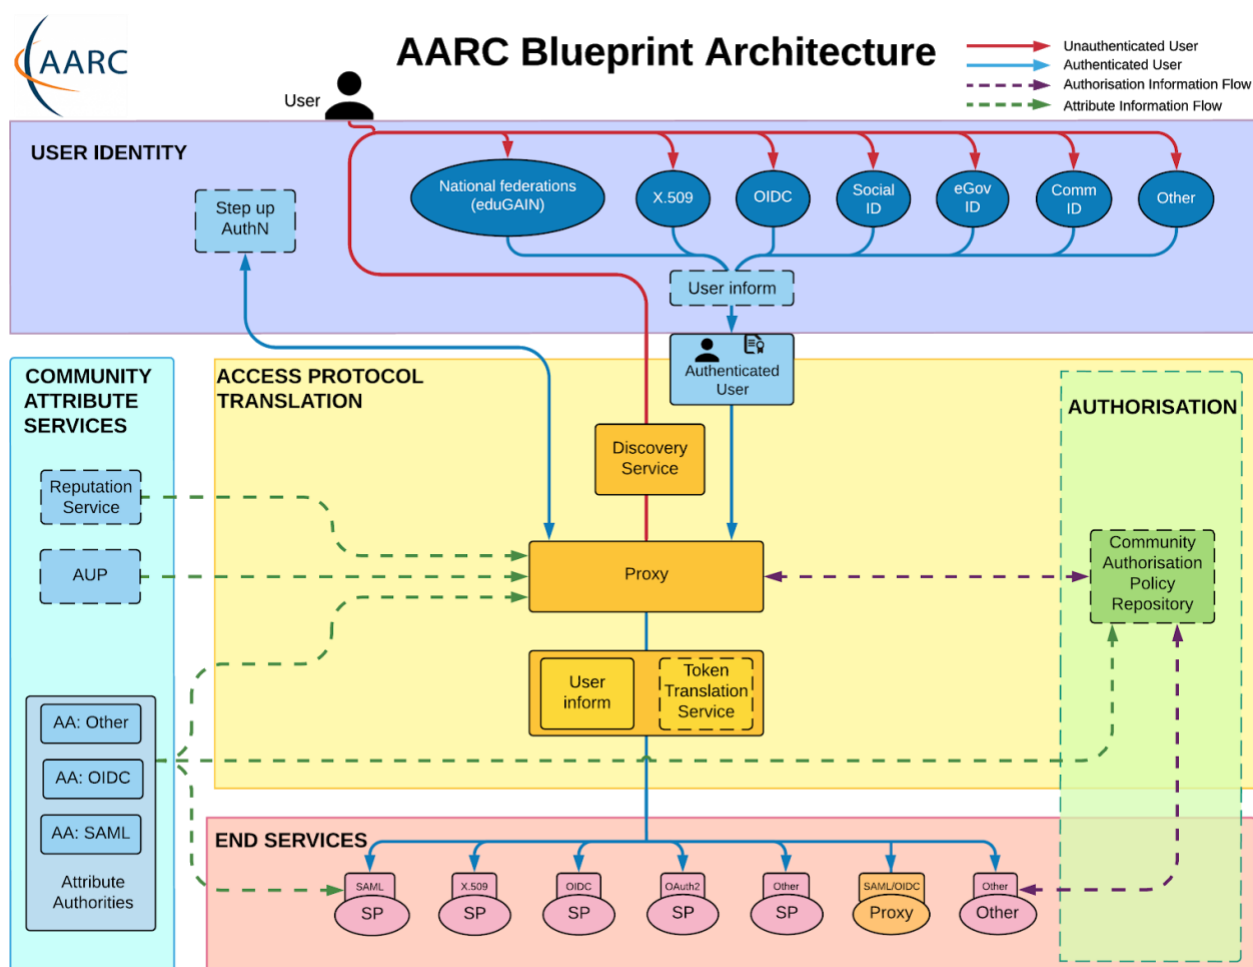 AARC
AARC Blueprint Architecture
Unauthenticated User
Authenticated User
Authorisation Information Flow
Attribute Information Flow
User
USER IDENTITY
National federations
(eduGAIN)
X.509
OIDC
Social
ID
eGov
ID
Comm
ID
Other
Step up
AuthN
User inform
Authenticated
User
COMMUNITY
ATTRIBUTE
SERVICES
ACCESS PROTOCOL
TRANSLATION
AUTHORISATION
Discovery
Service
Reputation
Service
AUP
Proxy
Community
Authorisation
Policy
Repository
User
inform
Token
Translation
Service
AA: Other
AA: OIDC
AA: SAML
Attribute
Authorities
END SERVICES
SAML
SP
X.509
SP
OIDC
SP
OAuth2
SP
Other
SP
SAML/OIDC
Proxy
Other
Other